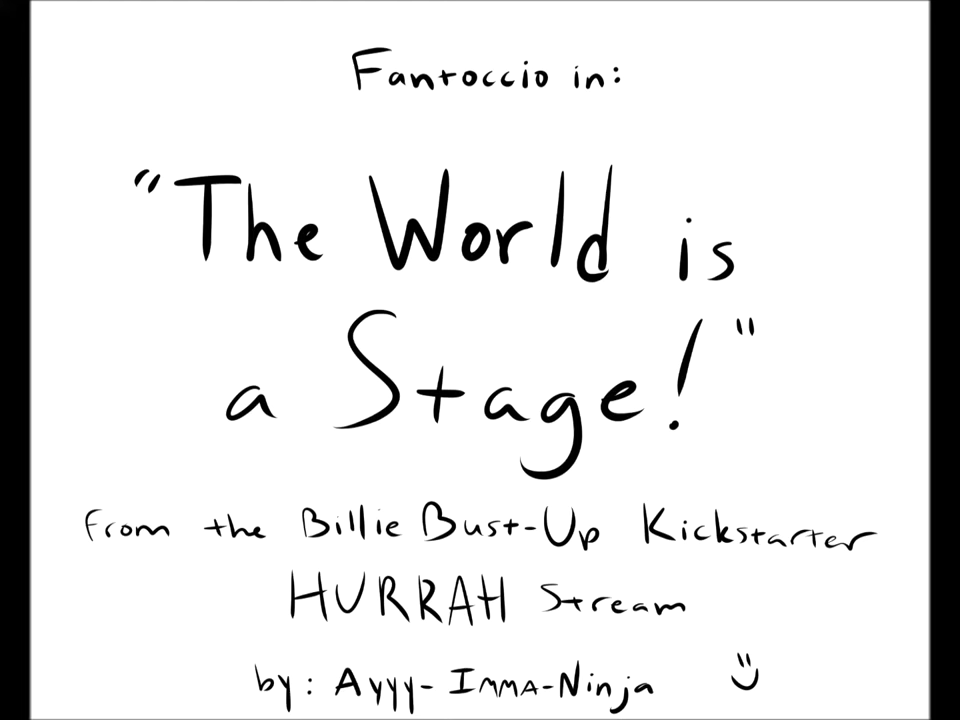 Fantoccio in:
"The World is
a Stage!"
from the Billie Bust-Up Kickstarter
HURRAH Stream
by: Ayyy-Imma-Ninja